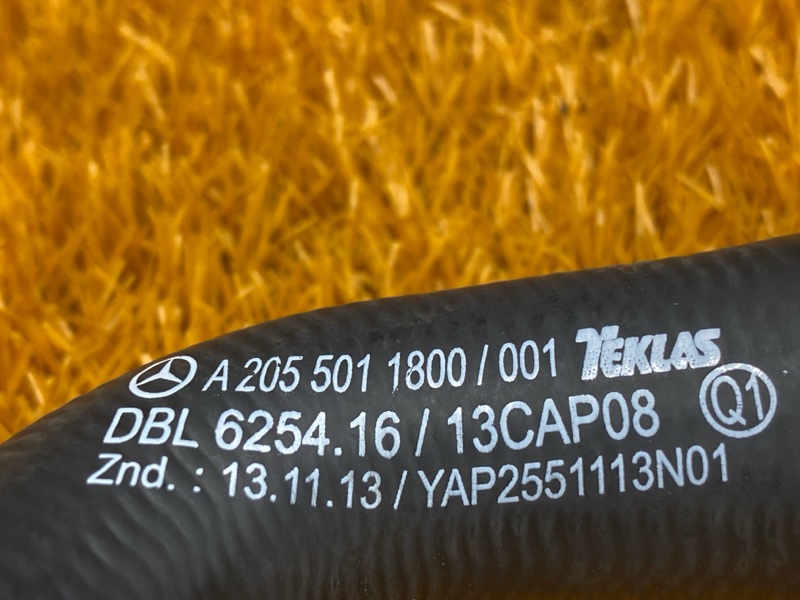 A 205 501 1800 / 001 TEKLAS
DBL 6254.16 / 13CAP08 Q1
Znd. : 13.11.13 / YAP2551113N01